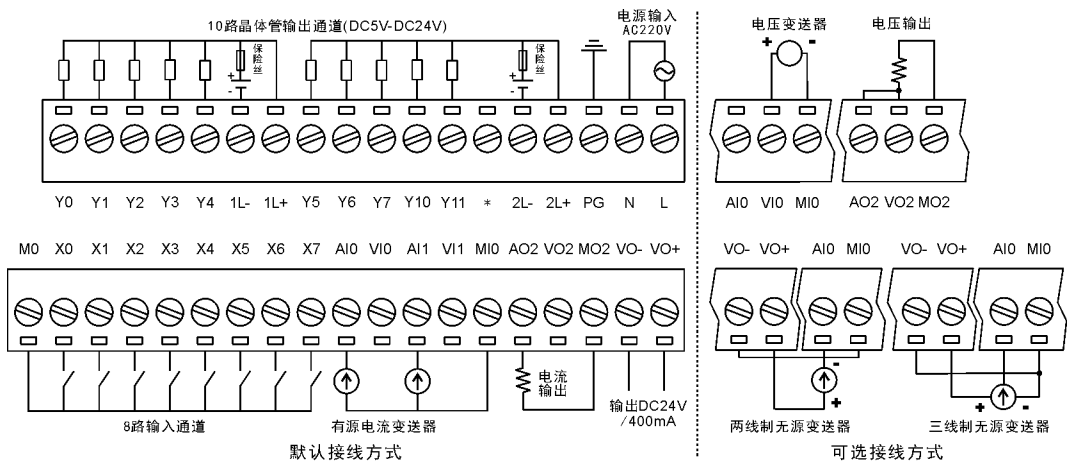 10路晶体管输出通道(DC5V-DC24V)
电源输入
AC220V
保险丝
+
-
保险丝
+
-
Y0 Y1 Y2 Y3 Y4 1L- 1L+ Y5 Y6 Y7 Y10 Y11 * 2L- 2L+ PG N L
M0 X0 X1 X2 X3 X4 X5 X6 X7 AI0 VI0 AI1 VI1 MI0 AO2 VO2 MO2 VO- VO+
8路输入通道
有源电流变送器
电流
输出
输出DC24V
/400mA
默认接线方式
电压变送器
+ -
电压输出
AI0 VI0 MI0
AO2 VO2 MO2
VO- VO+ AI0 MI0
VO- VO+ AI0 MI0
-
+
两线制无源变送器
+ -
三线制无源变送器
可选接线方式